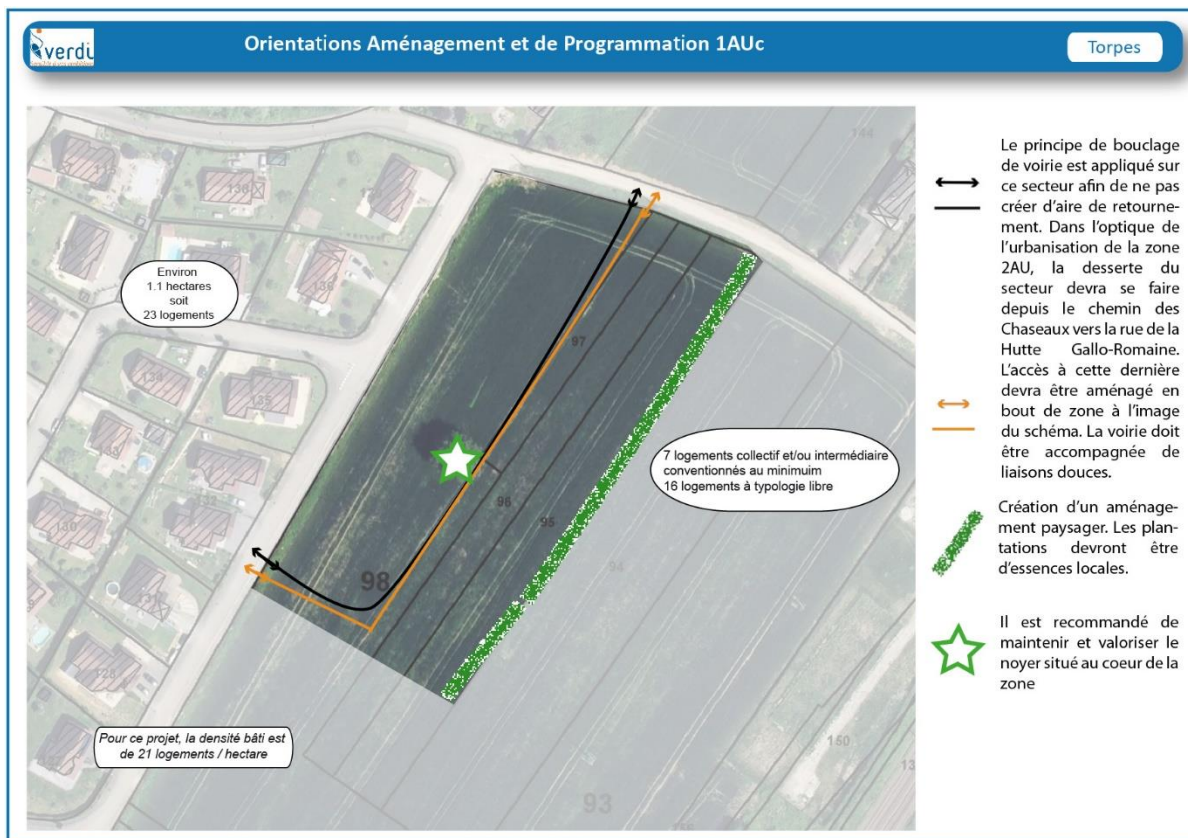 verdi
Orientations Aménagement et de Programmation 1AUc
Torpes
Environ
1.1 hectares
soit
23 logements
7 logements collectif et/ou intermédiaire
conventionnés au minimuim
16 logements à typologie libre
Pour ce projet, la densité bâti est
de 21 logements / hectare
144
136
135
132
130
128
97
96
95
94
98
93
150
Le principe de bouclage
de voirie est appliqué sur
ce secteur afin de ne pas
créer d'aire de retourne-
ment. Dans l'optique de
l'urbanisation de la zone
2AU, la desserte du
secteur devra se faire
depuis le chemin des
Chaseaux vers la rue de la
Hutte Gallo-Romaine.
L'accès à cette dernière
devra être aménagé en
bout de zone à l'image
du schéma. La voirie doit
être accompagnée de
liaisons douces.
Création d'un aménage-
ment paysager. Les plan-
tations devront être
d'essences locales.
Il est recommandé de
maintenir et valoriser le
noyer situé au coeur de la
zone